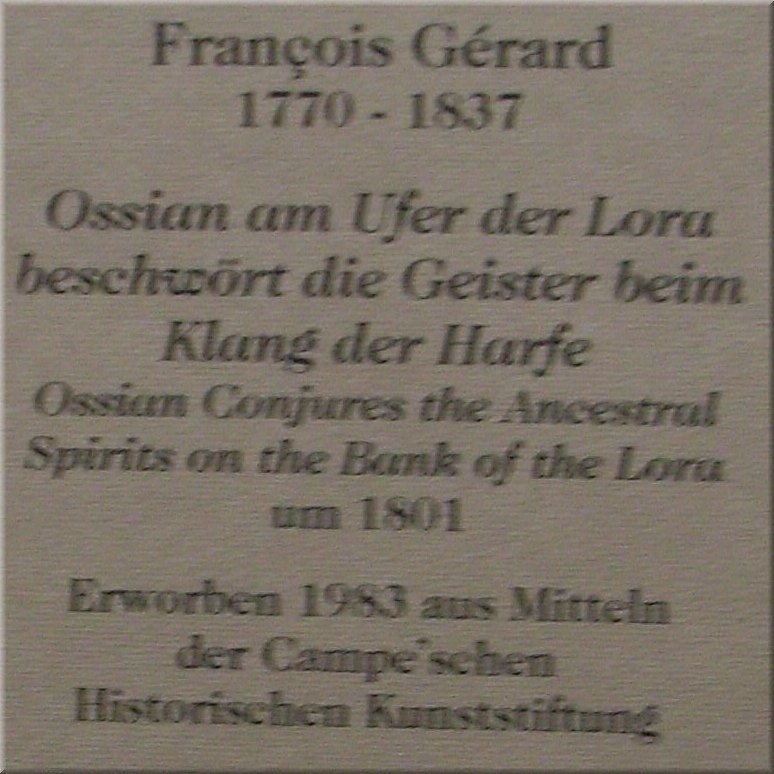 François Gérard
1770 - 1837
Ossian am Ufer der Lora
beschwört die Geister beim
Klang der Harfe
Ossian Conjures the Ancestral
Spirits on the Bank of the Lora
um 1801
Erworben 1983 aus Mitteln
der Campe'schen
Historischen Kunststiftung